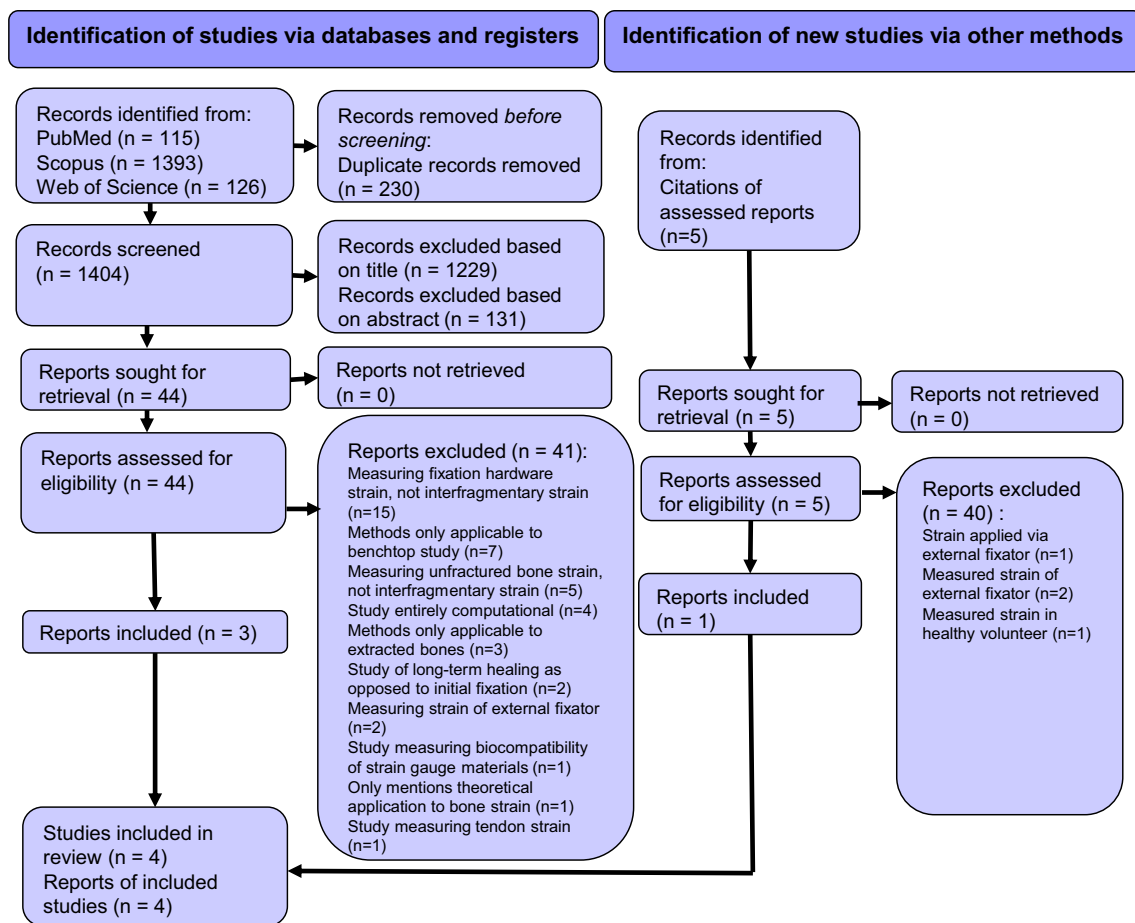 Identification of studies via databases and registers
Identification of new studies via other methods
Records identified from:
PubMed (n = 115)
Scopus (n = 1393)
Web of Science (n = 126)
Records removed before
screening:
Duplicate records removed
(n = 230)
Records screened
(n = 1404)
Records excluded based
on title (n = 1229)
Records excluded based
on abstract (n = 131)
Reports sought for
retrieval (n = 44)
Reports not retrieved
(n = 0)
Reports assessed for
eligibility (n = 44)
Reports excluded (n = 41):
Measuring fixation hardware
strain, not interfragmentary strain
(n=15)
Methods only applicable to
benchtop study (n=7)
Measuring unfractured bone strain,
not interfragmentary strain (n=5)
Study entirely computational (n=4)
Methods only applicable to
extracted bones (n=3)
Study of long-term healing as
opposed to initial fixation (n=2)
Measuring strain of external fixator
(n=2)
Study measuring biocompatibility
of strain gauge materials (n=1)
Only mentions theoretical
application to bone strain (n=1)
Study measuring tendon strain
(n=1)
Reports included (n = 3)
Studies included in
review (n = 4)
Reports of included
studies (n = 4)
Records identified
from:
Citations of
assessed reports
(n=5)
Reports sought for
retrieval (n = 5)
Reports not retrieved
(n = 0)
Reports assessed
for eligibility (n = 5)
Reports excluded
(n = 40) :
Strain applied via
external fixator (n=1)
Measured strain of
external fixator (n=2)
Measured strain in
healthy volunteer (n=1)
Reports included
(n = 1)